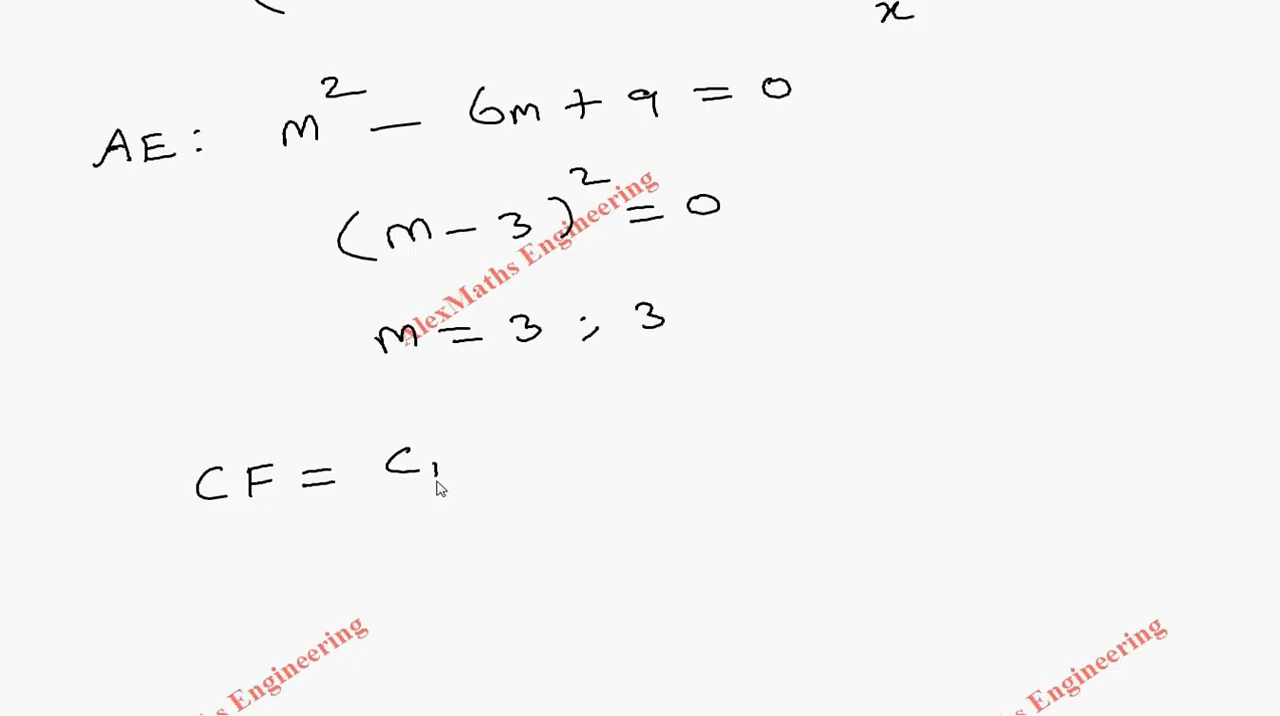 x
AE: m² - 6m + 9 = 0
(m - 3)² = 0
AlexMaths Engineering
m = 3 ; 3
CF = C₁
s Engineering
s Engineering